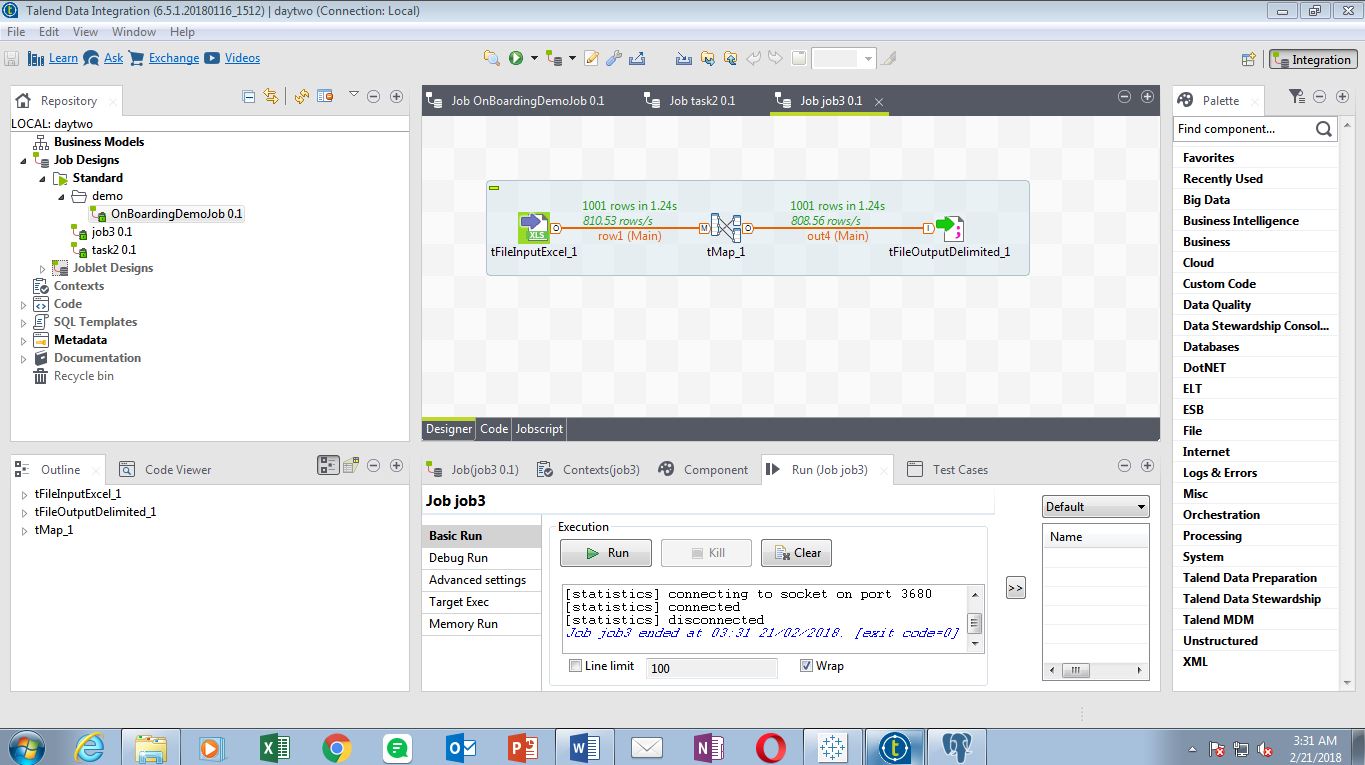 Talend Data Integration (6.5.1.20180116_1512) | daytwo (Connection: Local)
File Edit View Window Help
Learn Ask Exchange Videos
Integration
Repository
LOCAL: daytwo
Business Models
Job Designs
Standard
demo
OnBoardingDemoJob 0.1
job3 0.1
task2 0.1
Joblet Designs
Contexts
Code
SQL Templates
Metadata
Documentation
Recycle bin
Job OnBoardingDemoJob 0.1 Job task2 0.1 Job job3 0.1
1001 rows in 1.24s
810.53 rows/s
row1 (Main)
1001 rows in 1.24s
808.56 rows/s
out4 (Main)
XLS
O M O I
tFileInputExcel_1 tMap_1 tFileOutputDelimited_1
Designer Code Jobscript
Palette
Find component...
Favorites
Recently Used
Big Data
Business Intelligence
Business
Cloud
Custom Code
Data Quality
Data Stewardship Consol...
Databases
DotNET
ELT
ESB
File
Internet
Logs & Errors
Misc
Orchestration
Processing
System
Talend Data Preparation
Talend Data Stewardship
Talend MDM
Unstructured
XML
Outline Code Viewer
tFileInputExcel_1
tFileOutputDelimited_1
tMap_1
Job(job3 0.1) Contexts(job3) Component Run (Job job3) Test Cases
Job job3
Basic Run
Debug Run
Advanced settings
Target Exec
Memory Run
Execution
Run Kill Clear
[statistics] connecting to socket on port 3680
[statistics] connected
[statistics] disconnected
Job job3 ended at 03:31 21/02/2018. [exit code=0]
Line limit 100 Wrap
>>
Default
Name
3:31 AM
2/21/2018